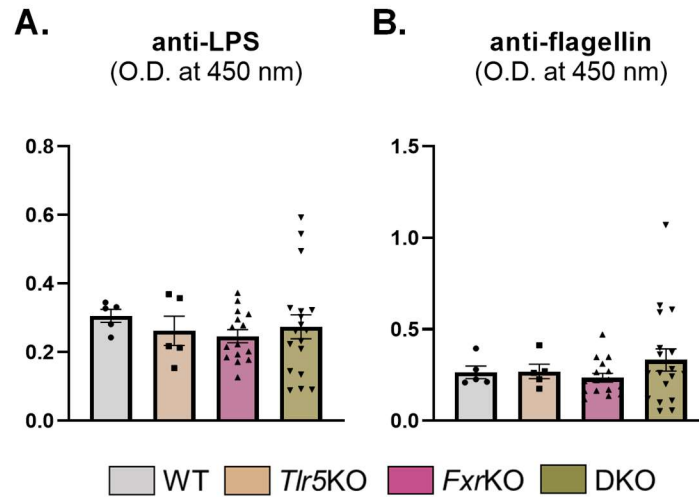 A.
anti-LPS
(O.D. at 450 nm)
0.8
0.6
0.4
0.2
0.0
B.
anti-flagellin
(O.D. at 450 nm)
1.5
1.0
0.5
0.0
WT Tlr5KO FxrKO DKO